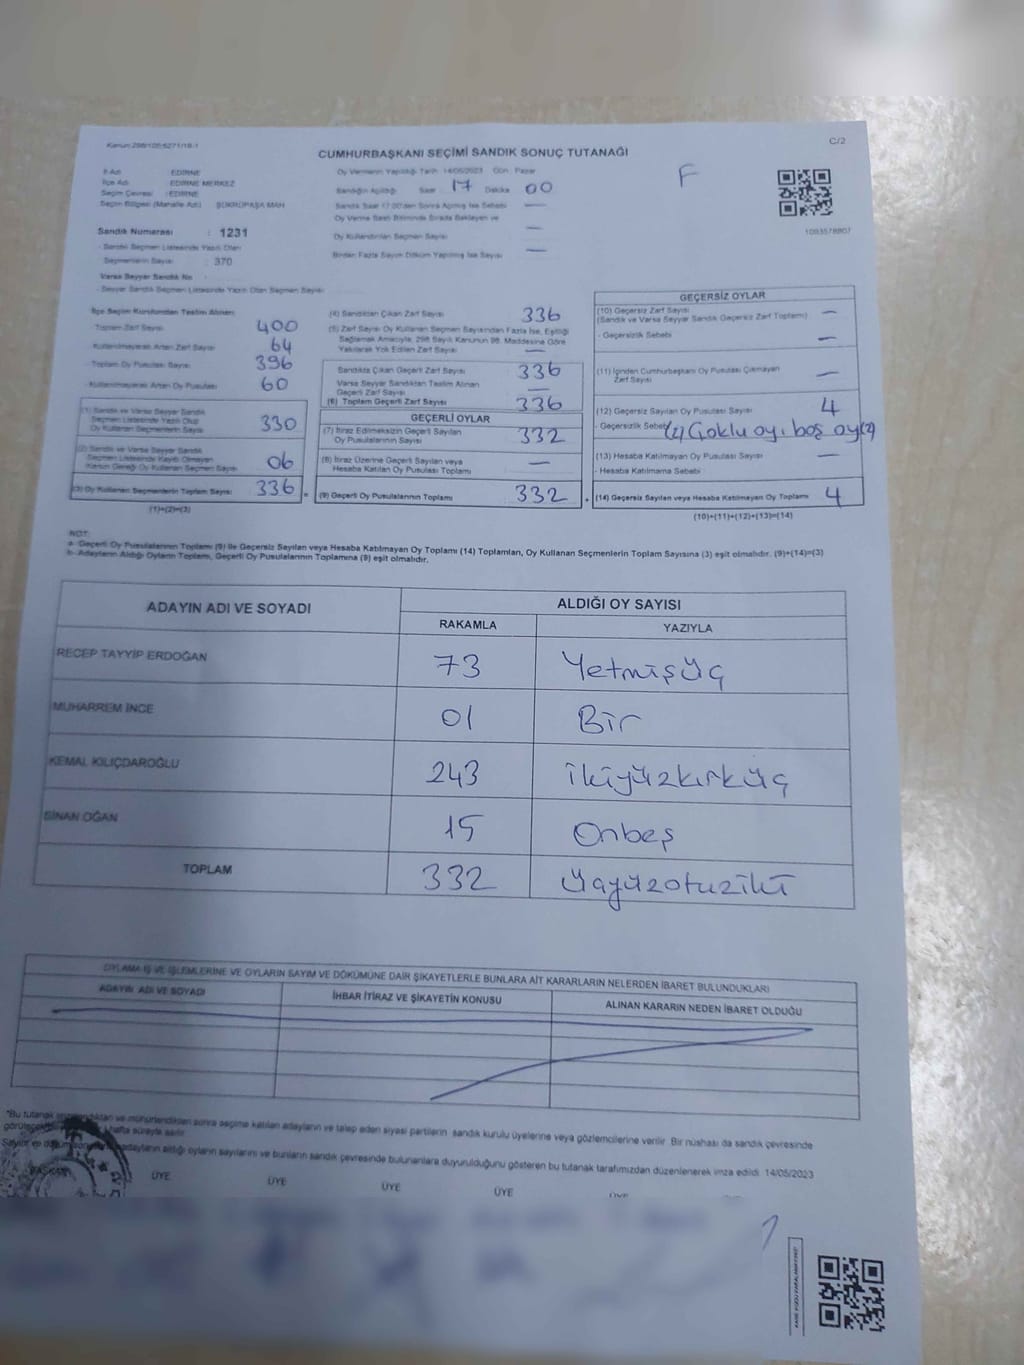 Kanun:298/105;6271/18-1
C/2
CUMHURBAŞKANI SEÇİMİ SANDIK SONUÇ TUTANAĞI
F
İl Adı : EDİRNE
İlçe Adı : EDİRNE MERKEZ
Seçim Çevresi : EDİRNE
Seçim Bölgesi (Mahalle Adı) : ŞÜKRÜPAŞA MAH
Sandık Numarası : 1231
- Sandık Seçmen Listesinde Yazılı Olan
Seçmenlerin Sayısı : 370
Varsa Seyyar Sandık No :
- Seyyar Sandık Seçmen Listesinde Yazılı Olan Seçmen Sayısı :
Oy Vermenin Yapıldığı Tarih :14/05/2023 Gün : Pazar
Sandığın Açıldığı Saat : 17 Dakika 00
Sandık Saat 17:00'den Sonra Açılmış İse Sebebi —
Oy Verme Saati Bitiminde Sırada Bekleyen ve
Oy Kullandırılan Seçmen Sayısı —
Birden Fazla Sayım Döküm Yapılmış İse Sayısı —
1093578807
İlçe Seçim Kurulundan Teslim Alınan
- Toplam Zarf Sayısı 400
- Kullanılmayarak Artan Zarf Sayısı 64
- Toplam Oy Pusulası Sayısı 396
- Kullanılmayarak Artan Oy Pusulası 60
(1) Sandık ve Varsa Seyyar Sandık
Seçmen Listesinde Yazılı Olup
Oy Kullanan Seçmenlerin Sayısı 330
(2) Sandık ve Varsa Seyyar Sandık
Seçmen Listesinde Kayıtlı Olmayan
Kanun Gereği Oy Kullanan Seçmen Sayısı 06
(3) Oy Kullanan Seçmenlerin Toplam Sayısı 336
(1)+(2)=(3)
(4) Sandıktan Çıkan Zarf Sayısı 336
(5) Zarf Sayısı Oy Kullanan Seçmen Sayısından Fazla İse, Eşitliği
Sağlamak Amacıyla; 298 Sayılı Kanunun 98. Maddesine Göre
Yakılarak Yok Edilen Zarf Sayısı —
Sandıkta Çıkan Geçerli Zarf Sayısı 336
Varsa Seyyar Sandıktan Teslim Alınan
Geçerli Zarf Sayısı —
(6) Toplam Geçerli Zarf Sayısı 336
GEÇERLİ OYLAR
(7) İtiraz Edilmeksizin Geçerli Sayılan
Oy Pusulalarının Sayısı 332
(8) İtiraz Üzerine Geçerli Sayılan veya
Hesaba Katılan Oy Pusulası Toplamı —
(9) Geçerli Oy Pusulalarının Toplamı 332
GEÇERSİZ OYLAR
(10) Geçersiz Zarf Sayısı —
(Sandık ve Varsa Seyyar Sandık Geçersiz Zarf Toplamı)
- Geçersizlik Sebebi —
(11) İçinden Cumhurbaşkanı Oy Pusulası Çıkmayan
Zarf Sayısı —
(12) Geçersiz Sayılan Oy Pusulası Sayısı 4
- Geçersizlik Sebebi (2) Çoklu oy, boş oy(2)
(13) Hesaba Katılmayan Oy Pusulası Sayısı —
- Hesaba Katılmama Sebebi
(14) Geçersiz Sayılan veya Hesaba Katılmayan Oy Toplamı 4
(10)+(11)+(12)+(13)=(14)
NOT:
a- Geçerli Oy Pusulalarının Toplamı (9) ile Geçersiz Sayılan veya Hesaba Katılmayan Oy Toplamı (14) Toplamları, Oy Kullanan Seçmenlerin Toplam Sayısına (3) eşit olmalıdır. (9)+(14)=(3)
b- Adayların Aldığı Oyların Toplamı, Geçerli Oy Pusulalarının Toplamına (9) eşit olmalıdır.
ADAYIN ADI VE SOYADI ALDIĞI OY SAYISI
RAKAMLA YAZIYLA
RECEP TAYYİP ERDOĞAN 73 Yetmişüç
MUHARREM İNCE 01 Bir
KEMAL KILIÇDAROĞLU 243 ikiyüzkırküç
SİNAN OĞAN 15 Onbeş
TOPLAM 332 üçyüzotuziki
OYLAMA İŞ VE İŞLEMLERİNE VE OYLARIN SAYIM VE DÖKÜMÜNE DAİR ŞİKAYETLERLE BUNLARA AİT KARARLARIN NELERDEN İBARET BULUNDUKLARI
ADAYIN ADI VE SOYADI İHBAR İTİRAZ VE ŞİKAYETİN KONUSU ALINAN KARARIN NEDEN İBARET OLDUĞU
*Bu tutanak imzalandıktan ve mühürlendikten sonra seçime katılan adayların ve talep eden siyasi partilerin sandık kurulu üyelerine veya gözlemcilerine verilir. Bir nüshası da sandık çevresinde
görülecek hafta süreyle asılır.
Sayım ve döküm adayların aldığı oyların sayılarını ve bunların sandık çevresinde bulunanlara duyurulduğunu gösteren bu tutanak tarafımızdan düzenlenerek imza edildi. 14/05/2023
BAŞKAN ÜYE ÜYE ÜYE ÜYE ÜYE